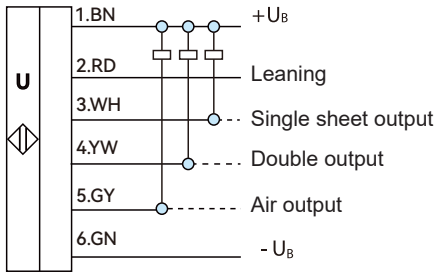 1.BN +UB
U
2.RD Leaning
3.WH Single sheet output
4.YW Double output
5.GY Air output
6.GN - UB